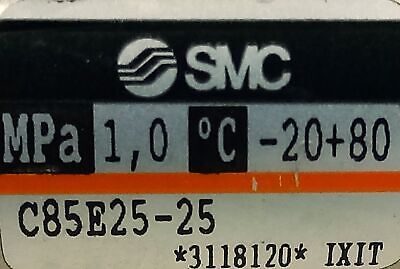 SMC
MPa 1,0 °C -20+80
C85E25-25
*3118120* IXIT